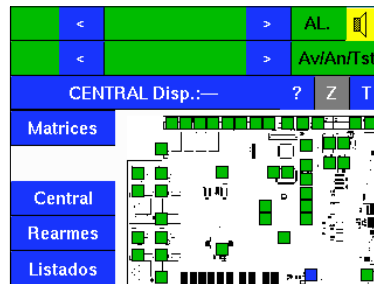 < > AL.
< > Av/An/Tst
CENTRAL Disp.:— ? Z T
Matrices
Central
Rearmes
Listados